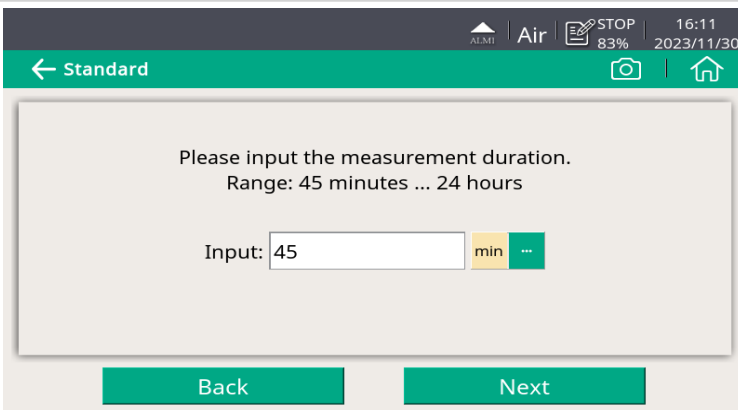 ALMI
Air
STOP
83%
16:11
2023/11/30
Standard
Please input the measurement duration.
Range: 45 minutes ... 24 hours
Input: 45 min ...
Back
Next